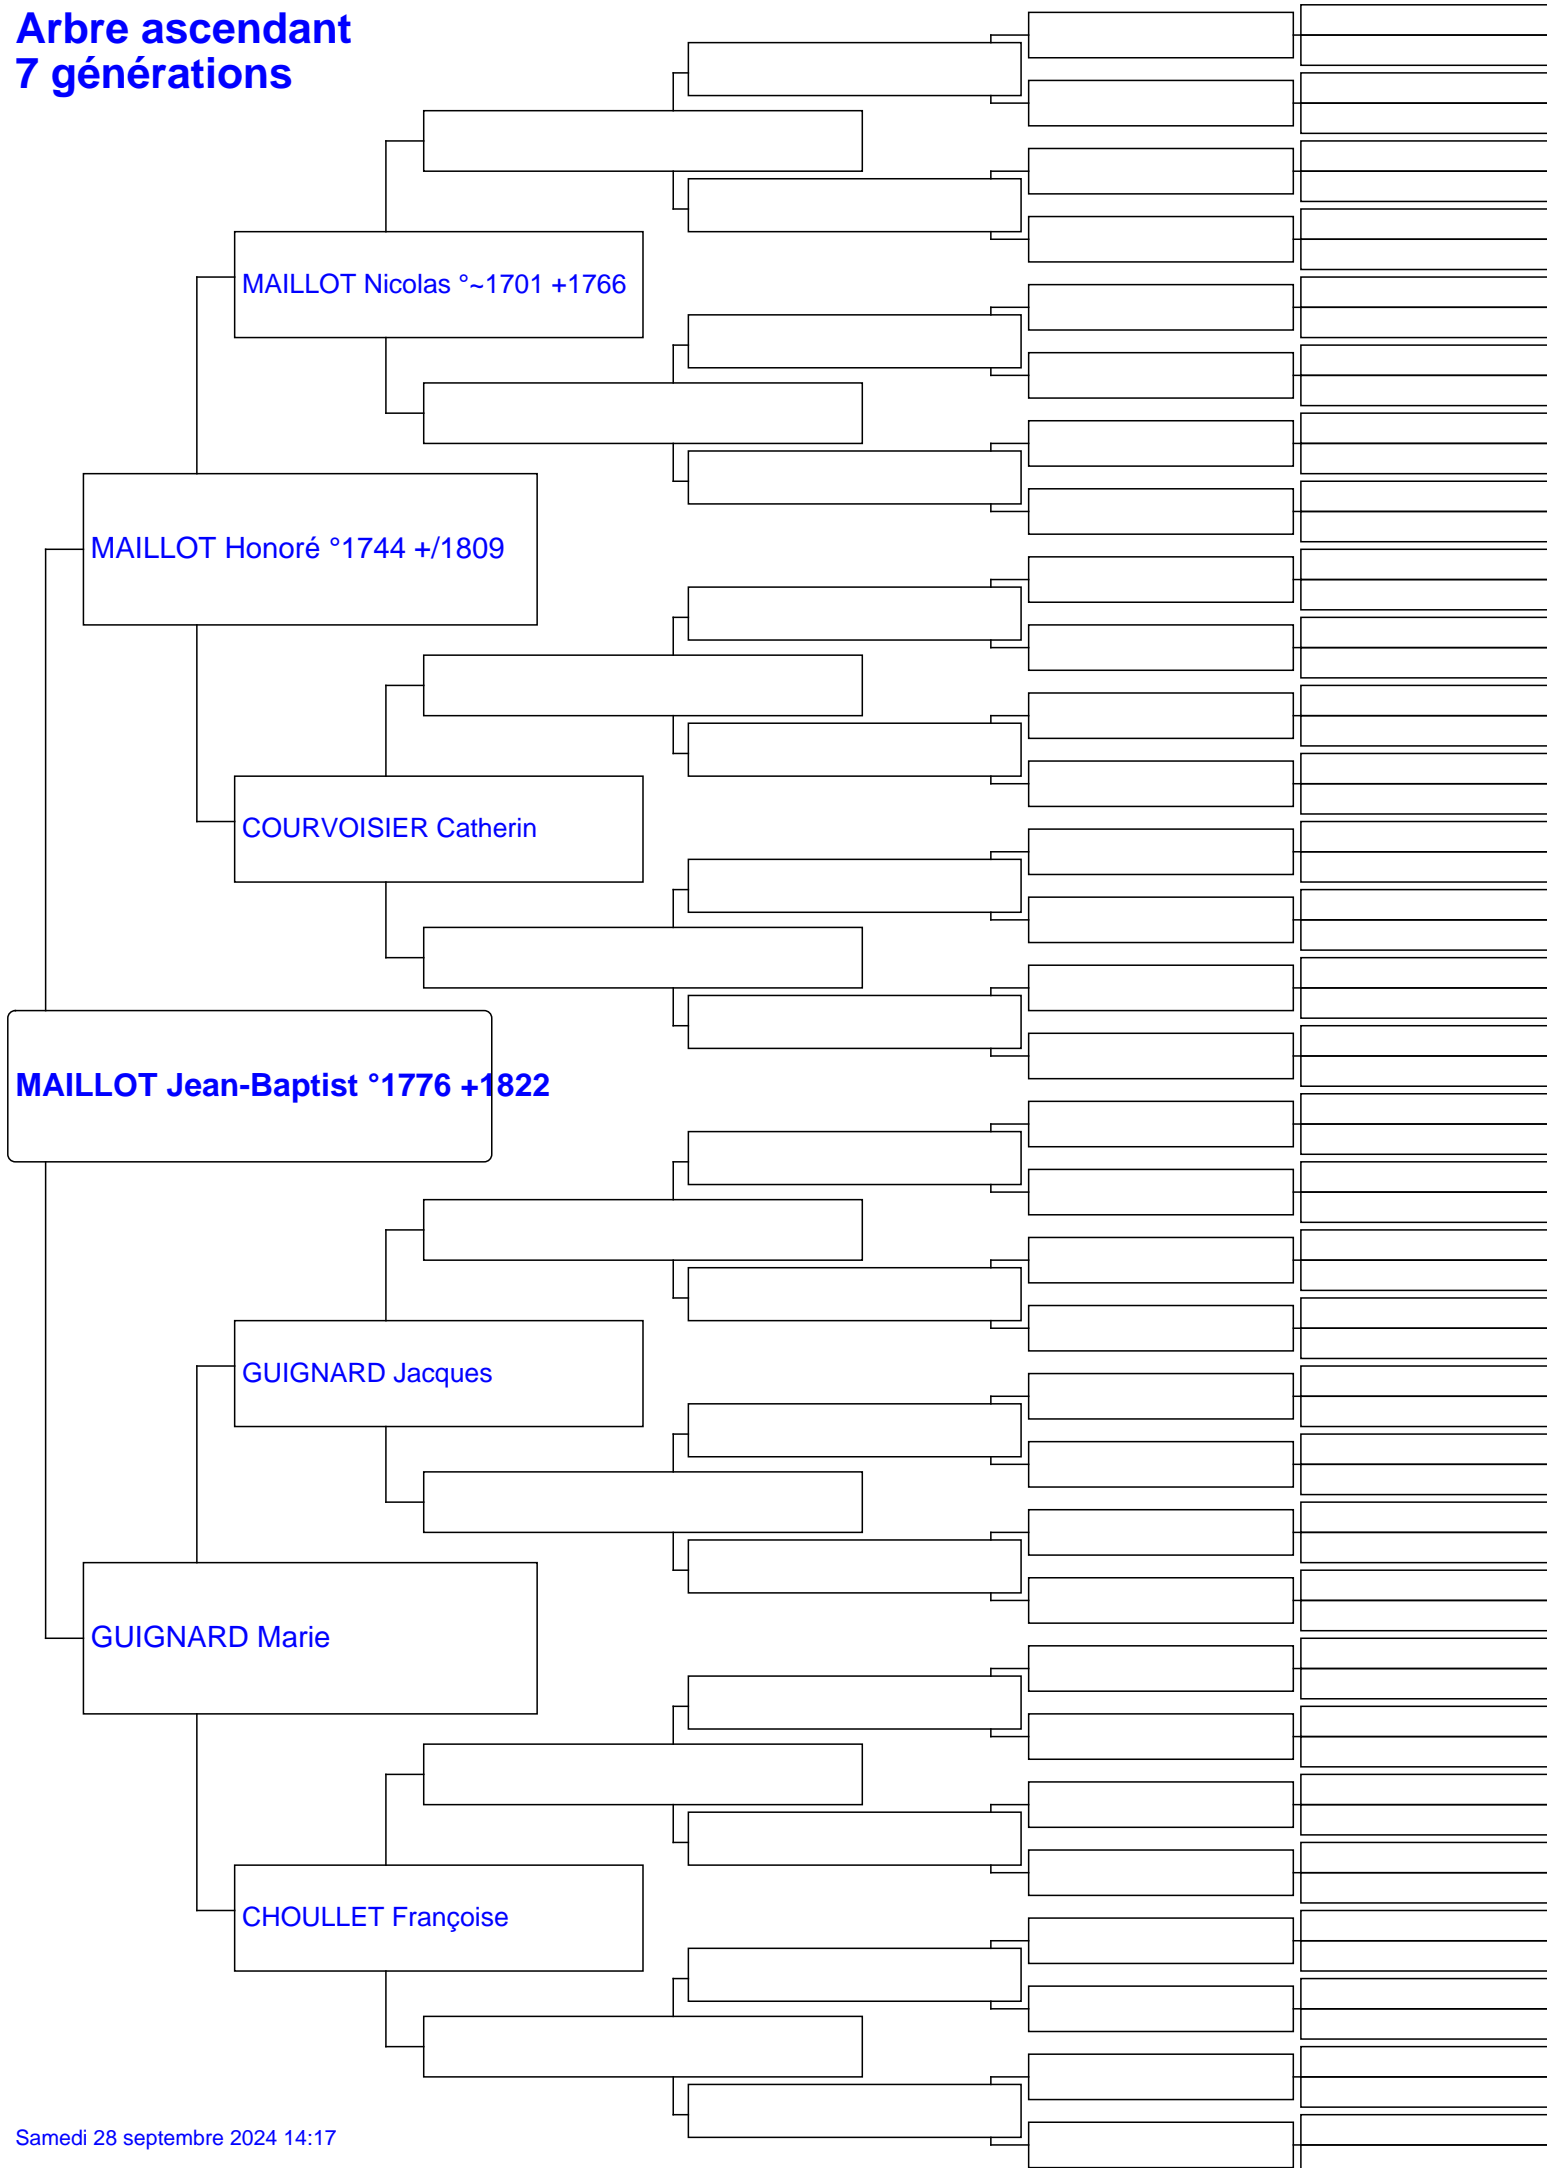 Arbre ascendant
7 générations
MAILLOT Nicolas °~1701 +1766
MAILLOT Honoré °1744 +/1809
COURVOISIER Catherin
MAILLOT Jean-Baptist °1776 +1822
GUIGNARD Jacques
GUIGNARD Marie
CHOULLET Françoise
Samedi 28 septembre 2024 14:17